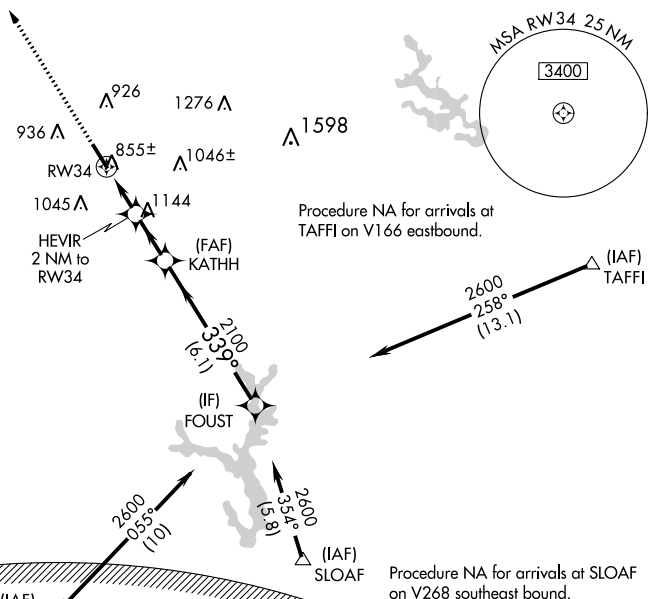 MSA RW34 25 NM
3400
926
1276
936
855±
1598
RW34
1046±
1045
1144
Procedure NA for arrivals at
TAFFI on V166 eastbound.
HEVIR
2 NM to
RW34
(FAF)
KATHH
(IAF)
TAFFI
2600
258°
(13.1)
2100
339°
(6.1)
(IF)
FOUST
2600
055°
(10)
2600
354°
(5.8)
(IAF)
SLOAF
Procedure NA for arrivals at SLOAF
on V268 southeast bound.
(IAF)